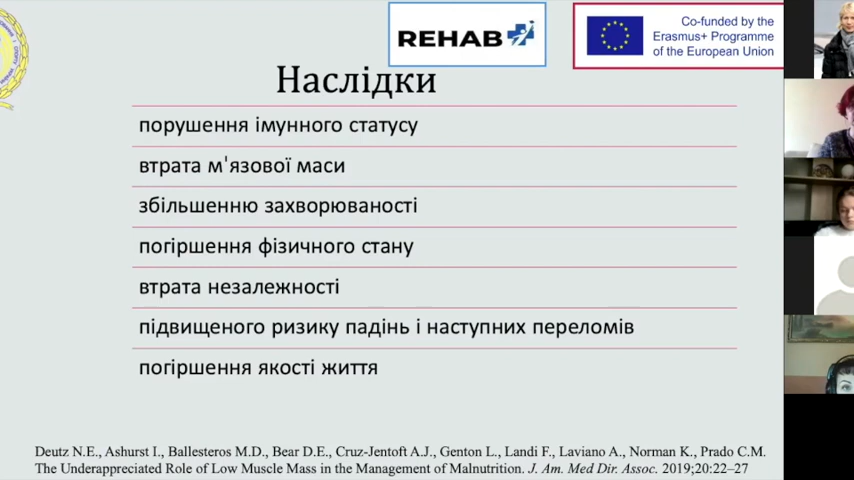 REHAB
Co-funded by the
Erasmus+ Programme
of the European Union
Наслідки
порушення імунного статусу
втрата м'язової маси
збільшенню захворюваності
погіршення фізичного стану
втрата незалежності
підвищеного ризику падінь і наступних переломів
погіршення якості життя
Deutz N.E., Ashurst I., Ballesteros M.D., Bear D.E., Cruz-Jentoft A.J., Genton L., Landi F., Laviano A., Norman K., Prado C.M.
The Underappreciated Role of Low Muscle Mass in the Management of Malnutrition. J. Am. Med Dir. Assoc. 2019;20:22–27